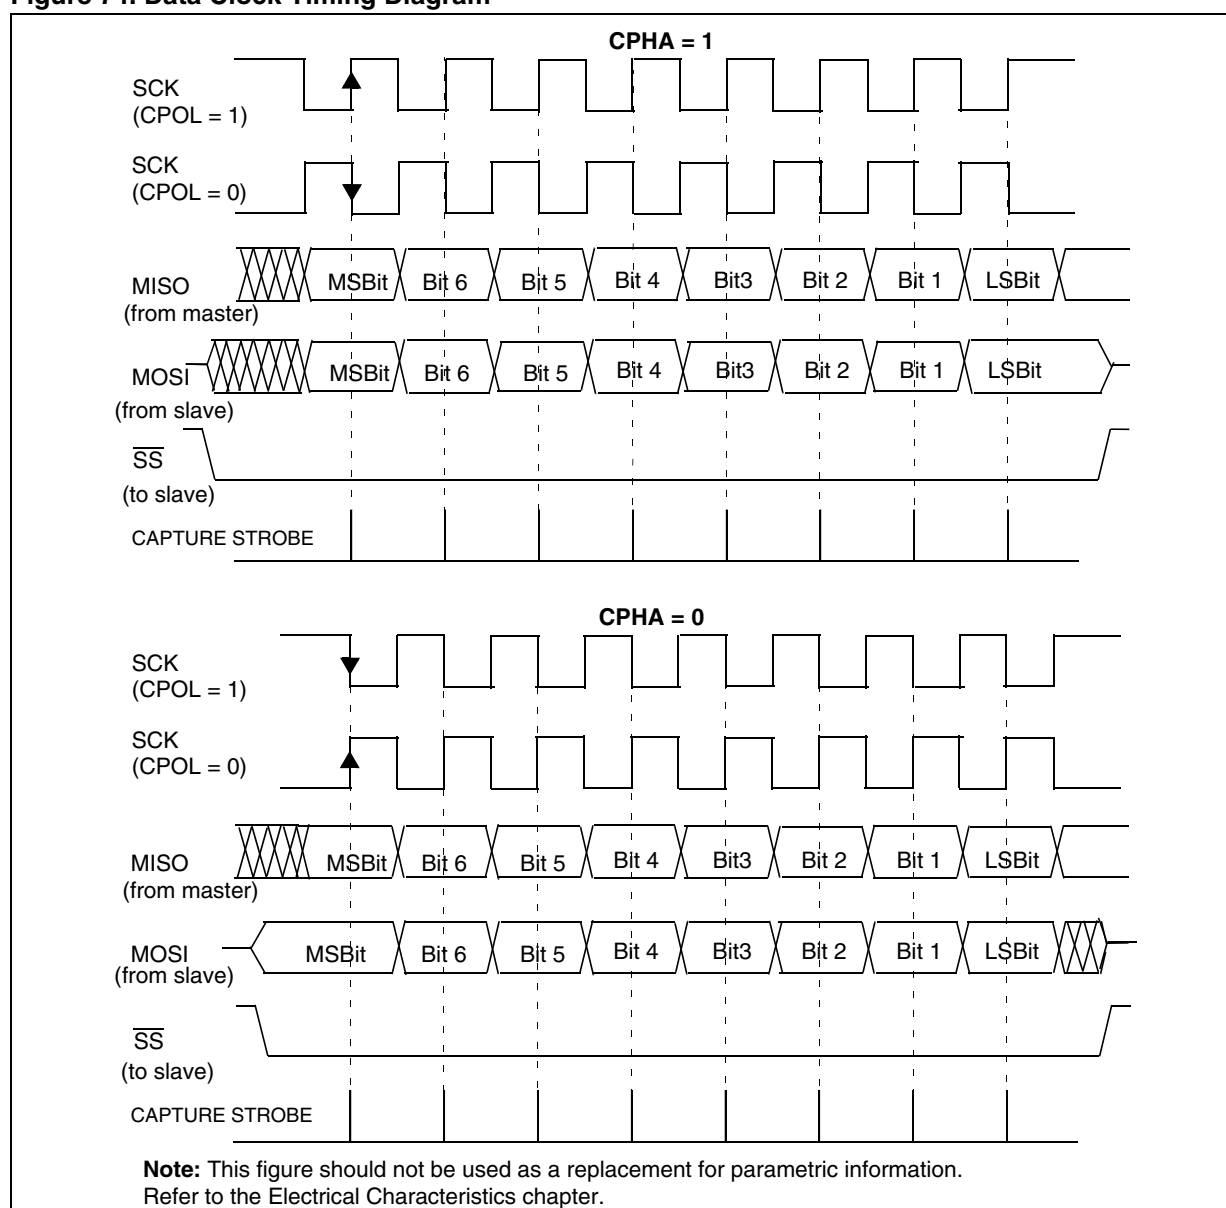 Figure 74. Data Clock Timing Diagram
CPHA = 1
SCK
(CPOL = 1)
SCK
(CPOL = 0)
MISO
(from master)
MSBit Bit 6 Bit 5 Bit 4 Bit3 Bit 2 Bit 1 LSBit
MOSI
(from slave)
MSBit Bit 6 Bit 5 Bit 4 Bit3 Bit 2 Bit 1 LSBit
SS
(to slave)
CAPTURE STROBE
CPHA = 0
SCK
(CPOL = 1)
SCK
(CPOL = 0)
MISO
(from master)
MSBit Bit 6 Bit 5 Bit 4 Bit3 Bit 2 Bit 1 LSBit
MOSI
(from slave)
MSBit Bit 6 Bit 5 Bit 4 Bit3 Bit 2 Bit 1 LSBit
SS
(to slave)
CAPTURE STROBE
Note: This figure should not be used as a replacement for parametric information.
Refer to the Electrical Characteristics chapter.